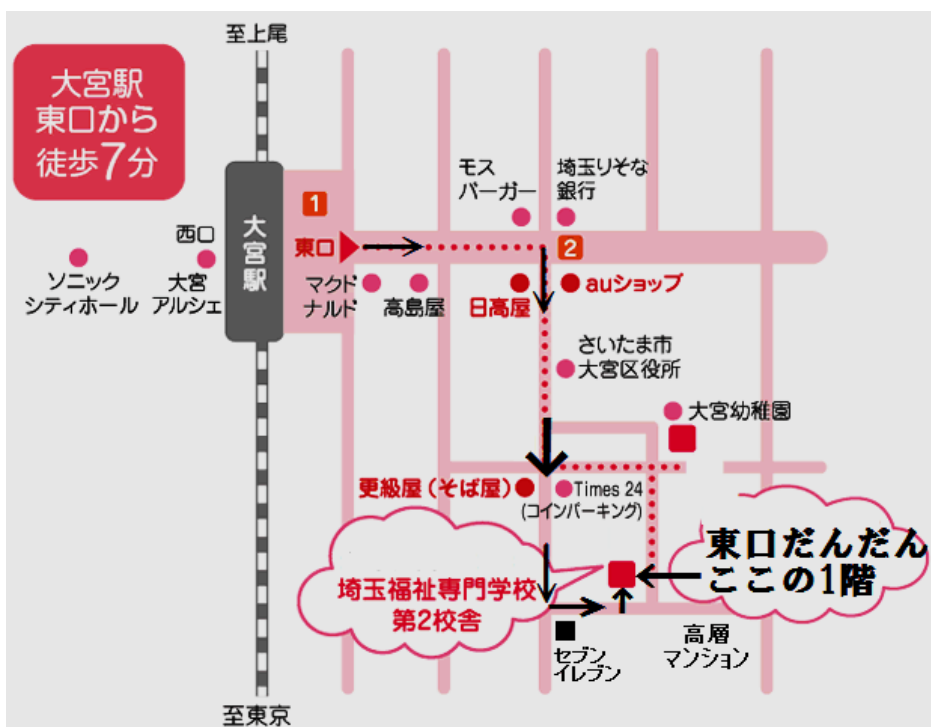 至上尾
大宮駅
東口から
徒歩7分
モス
バーガー
埼玉りそな
銀行
1
西口
大宮駅
東口
2
ソニック
シティホール
大宮
アルシェ
マクド
ナルド
高島屋
日高屋
auショップ
さいたま市
大宮区役所
大宮幼稚園
更級屋(そば屋)
Times 24
(コインパーキング)
東口だんだん
ここの1階
埼玉福祉専門学校
第2校舎
セブン
イレブン
高層
マンション
至東京